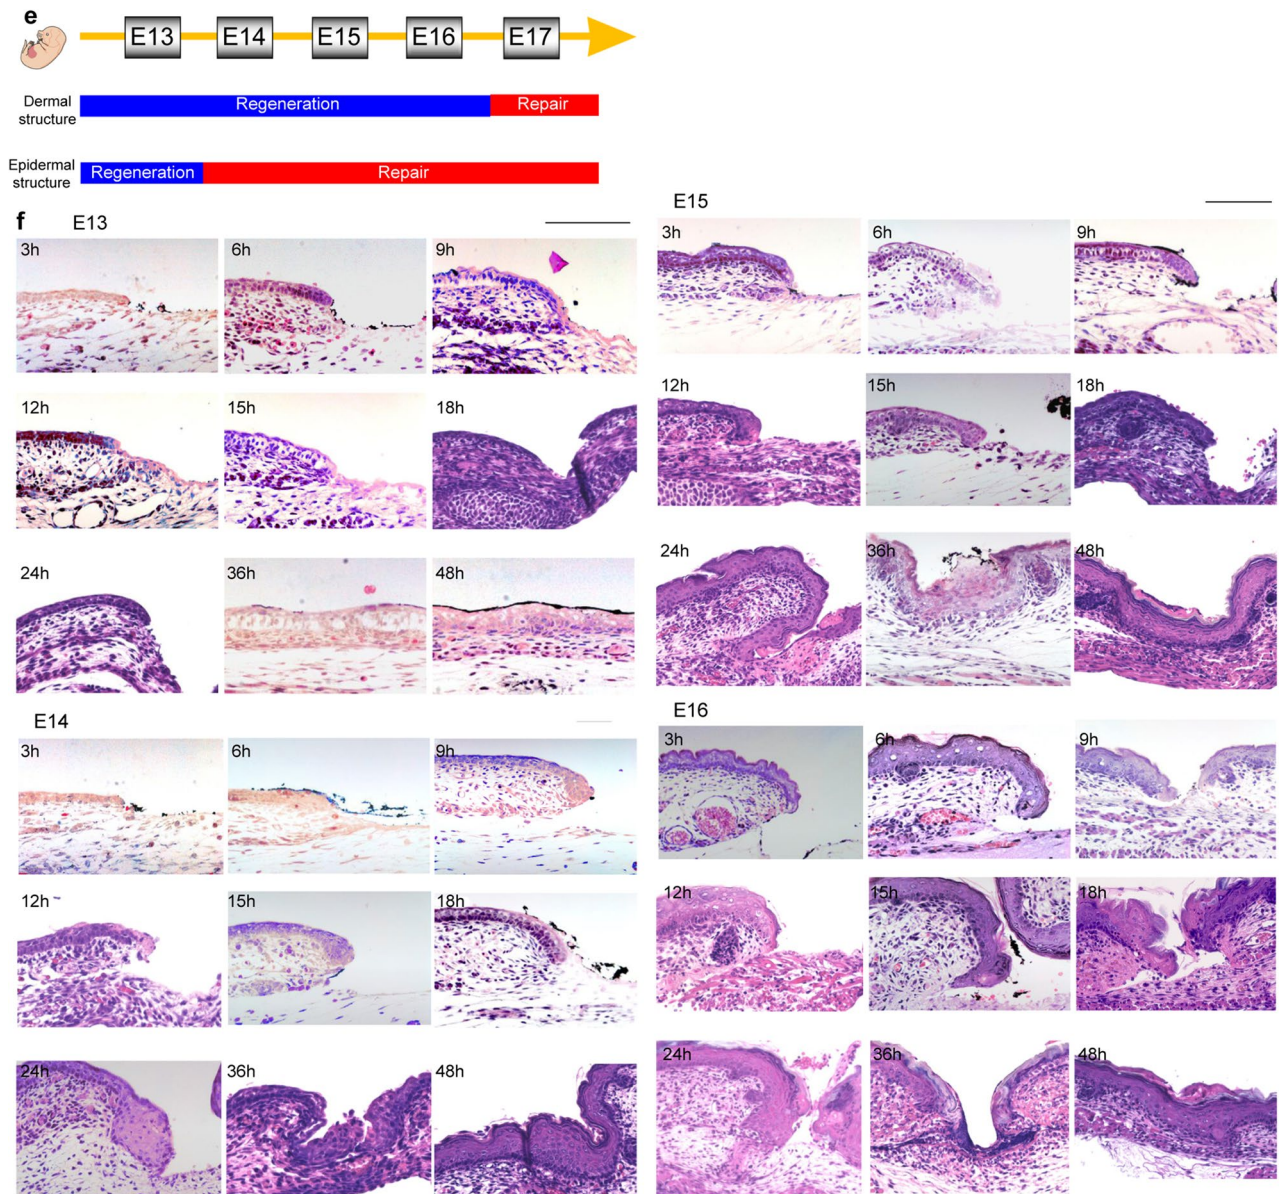 e
E13 E14 E15 E16 E17
Dermal
structure
Regeneration Repair
Epidermal
structure
Regeneration Repair
f E13
3h 6h 9h
12h 15h 18h
24h 36h 48h
E14
3h 6h 9h
12h 15h 18h
24h 36h 48h
E15
3h 6h 9h
12h 15h 18h
24h 36h 48h
E16
3h 6h 9h
12h 15h 18h
24h 36h 48h